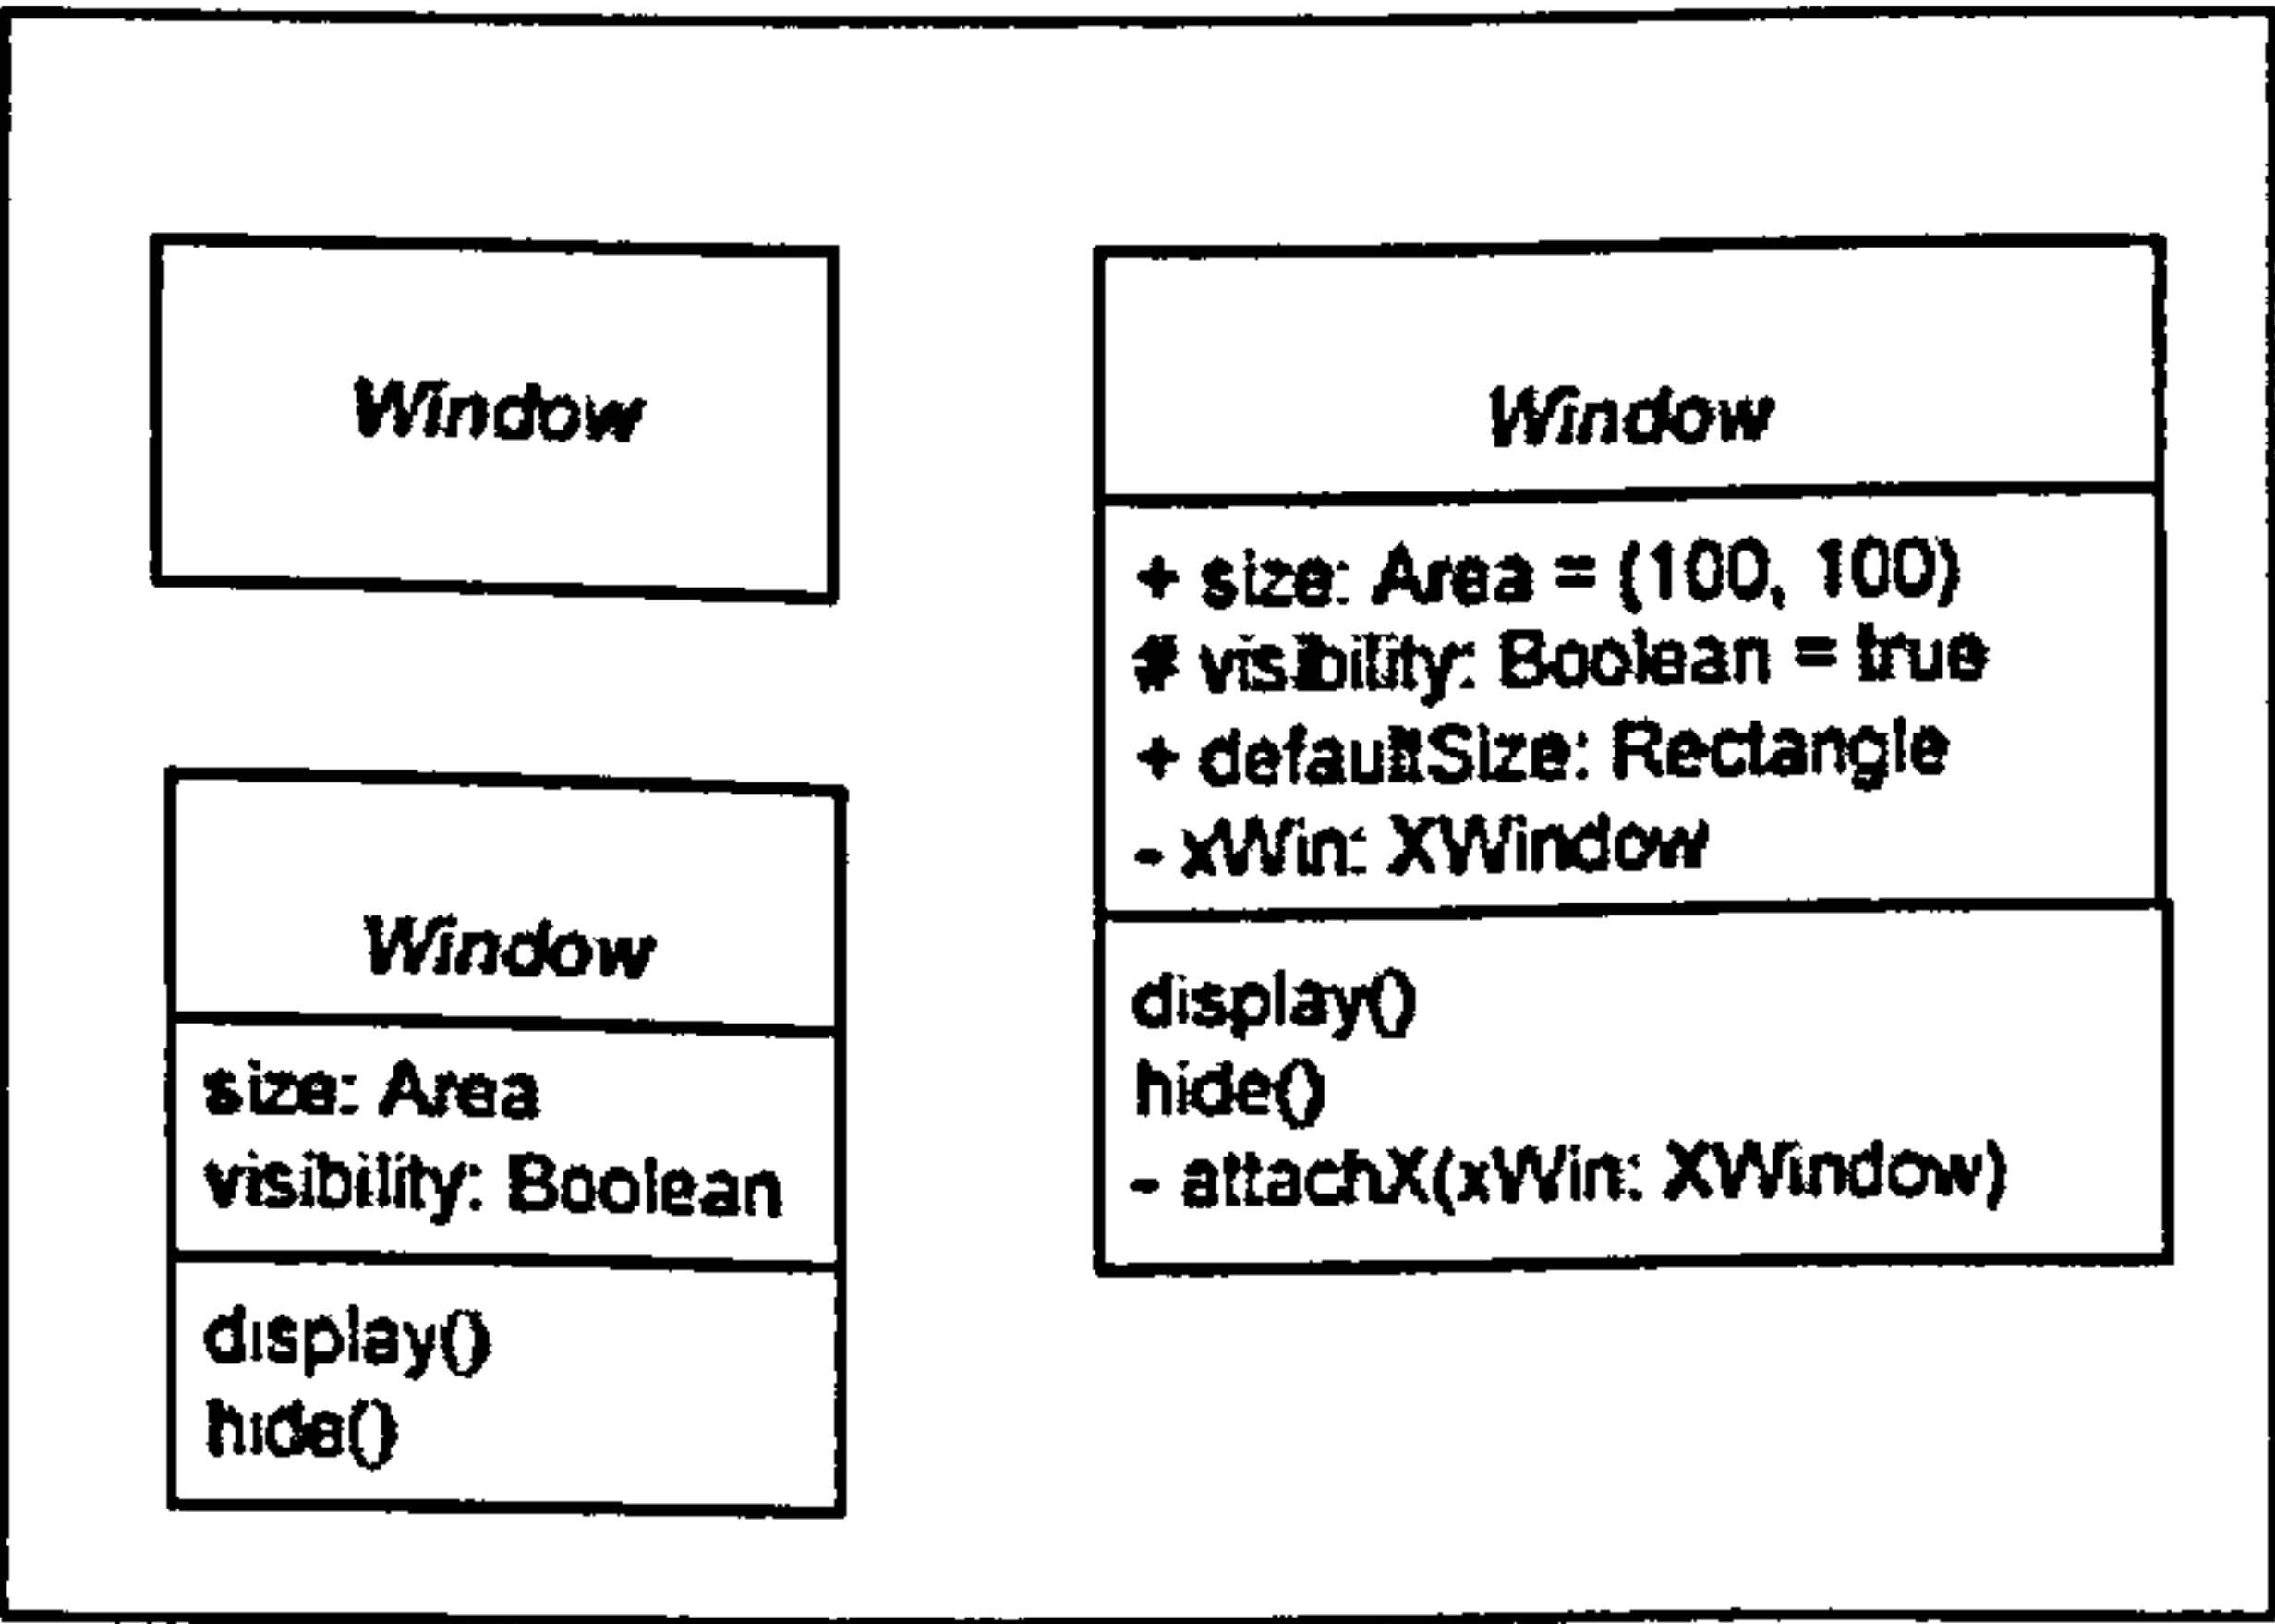 Window
Window
size: Area
visibility: Boolean
display()
hide()
Window
+ size: Area = (100, 100)
# visibility: Boolean = true
+ defaultSize: Rectangle
- xWin: XWindow
display()
hide()
- attachX(xWin: XWindow)